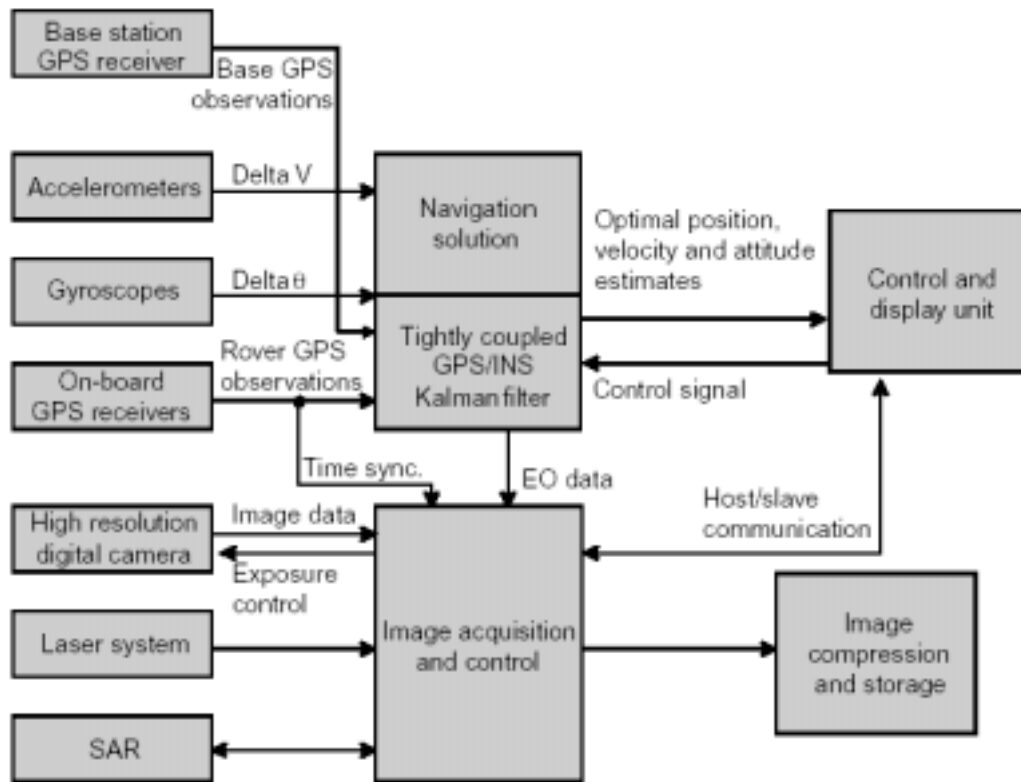 Base station
GPS receiver
Base GPS
observations
Accelerometers
Delta V
Navigation
solution
Optimal position,
velocity and attitude
estimates
Control and
display unit
Gyroscopes
Delta θ
Tightly coupled
GPS/INS
Kalman filter
Control signal
On-board
GPS receivers
Rover GPS
observations
Time sync.
EO data
Host/slave
communication
High resolution
digital camera
Image data
Exposure
control
Laser system
Image acquisition
and control
Image
compression
and storage
SAR